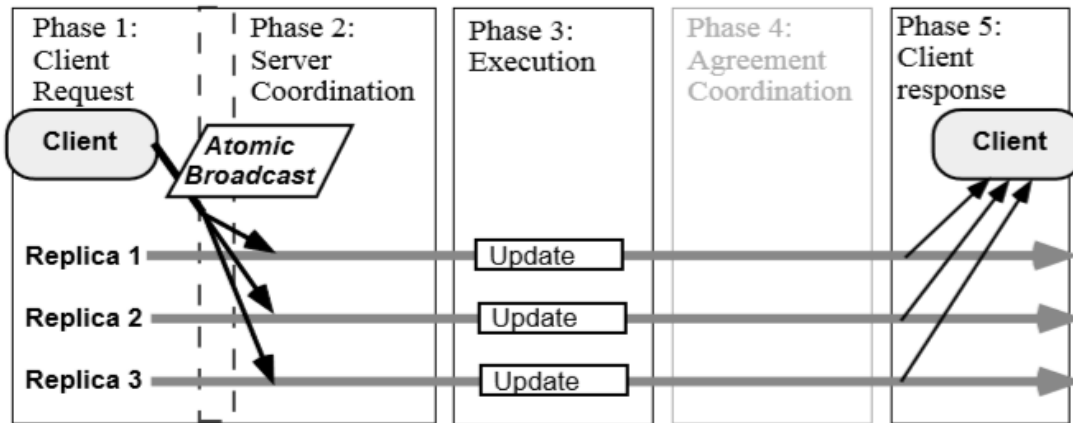 Phase 1:
Client
Request
Phase 2:
Server
Coordination
Phase 3:
Execution
Phase 4:
Agreement
Coordination
Phase 5:
Client
response
Client
Atomic
Broadcast
Client
Replica 1
Update
Replica 2
Update
Replica 3
Update